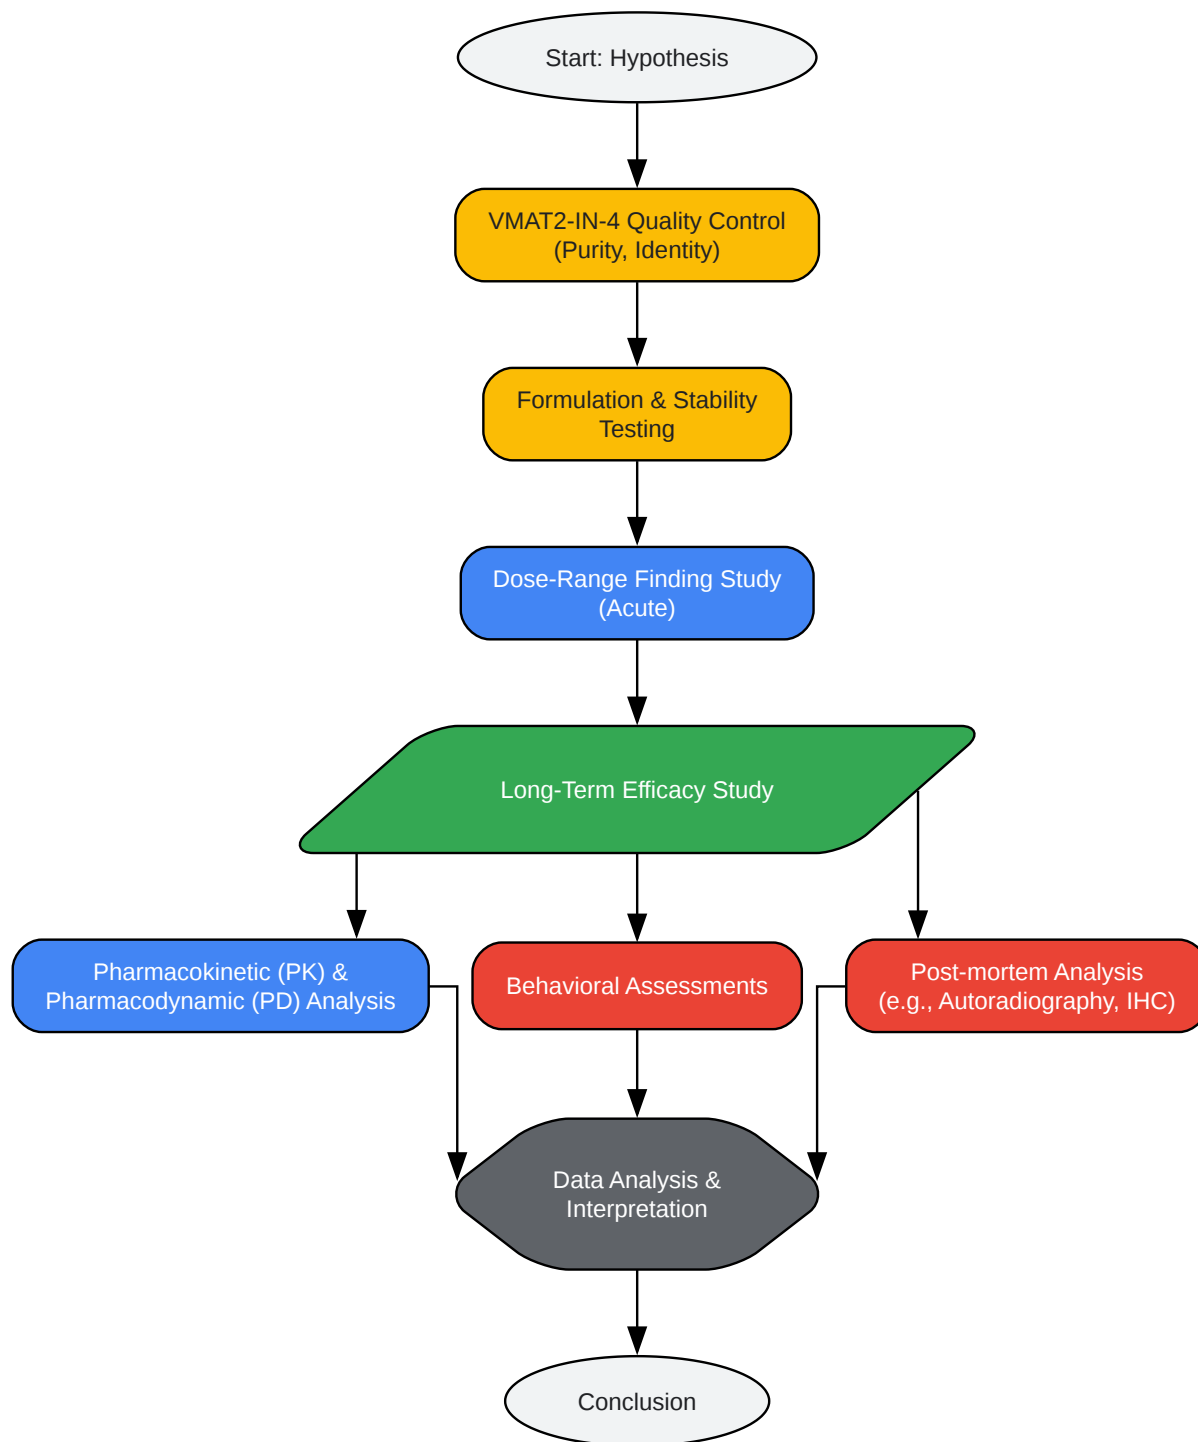 Start: Hypothesis
VMAT2-IN-4 Quality Control
(Purity, Identity)
Formulation & Stability
Testing
Dose-Range Finding Study
(Acute)
Long-Term Efficacy Study
Pharmacokinetic (PK) &
Pharmacodynamic (PD) Analysis
Behavioral Assessments
Post-mortem Analysis
(e.g., Autoradiography, IHC)
Data Analysis &
Interpretation
Conclusion